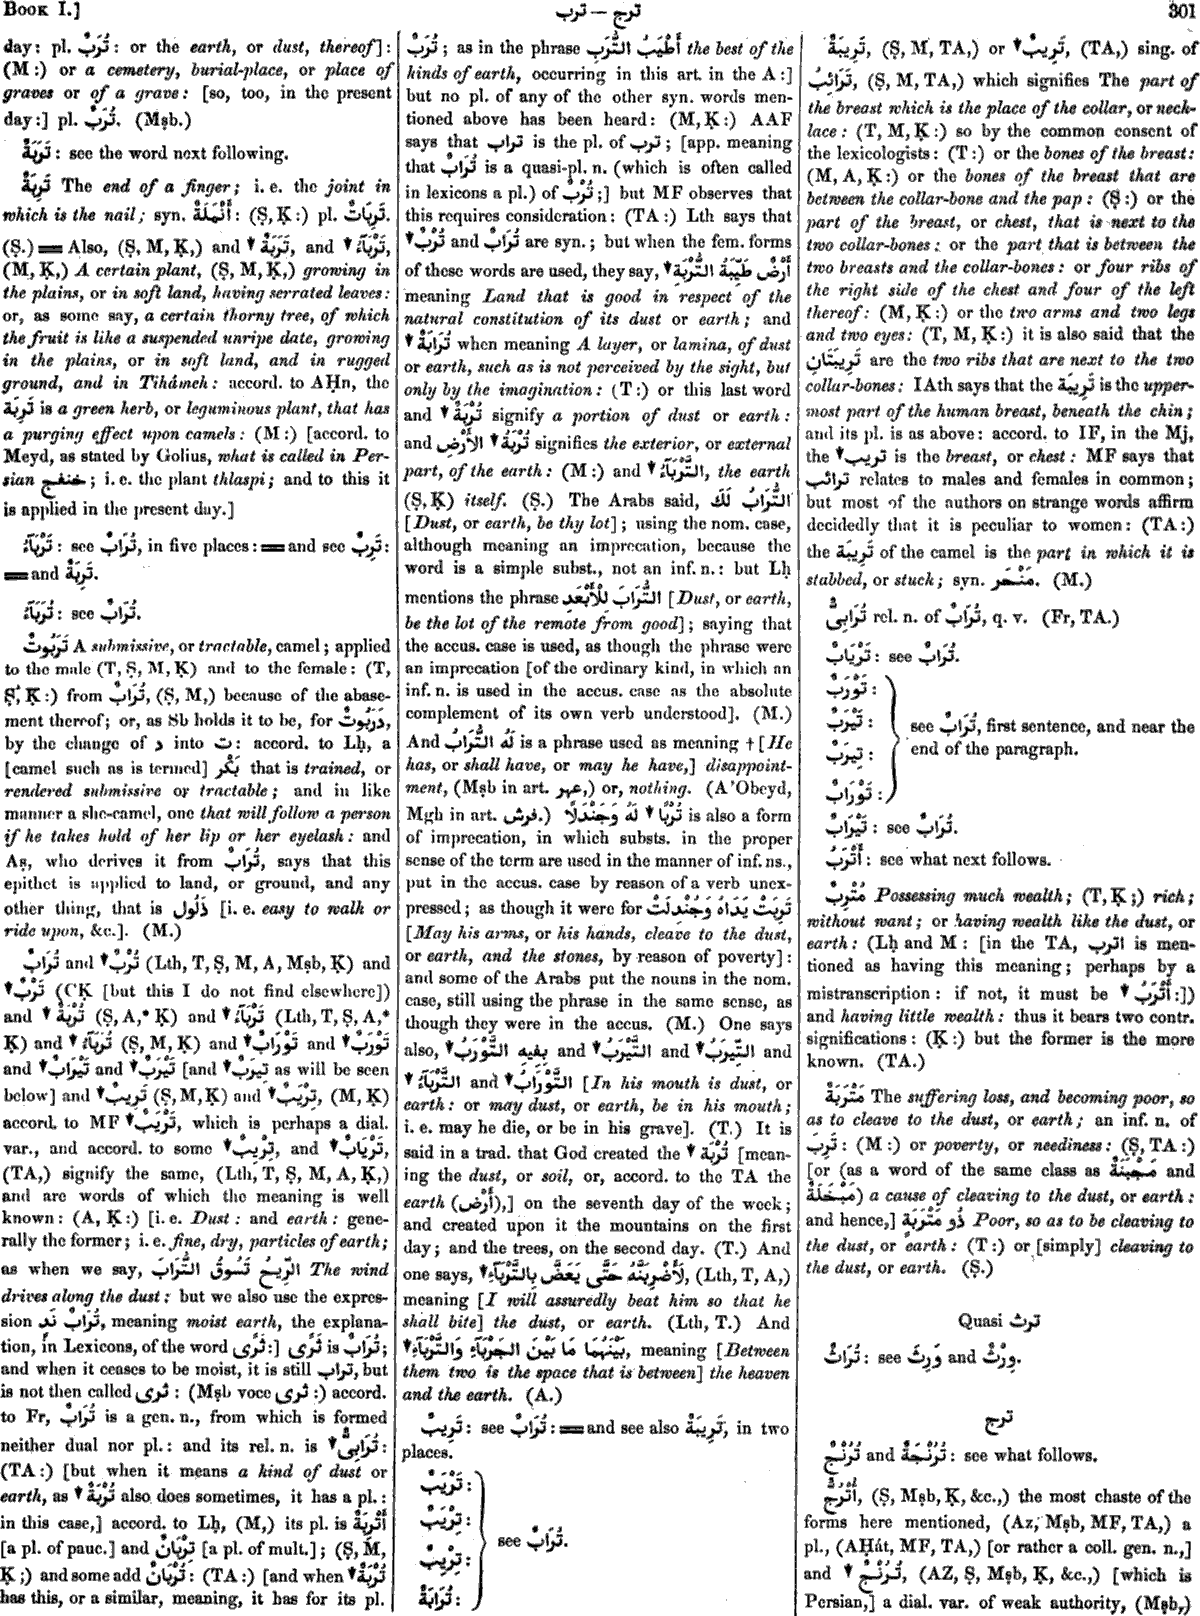 BOOK I.]
ترب — ترج
301
day: pl. تُرَبٌ: or the earth, or dust, thereof]:
(M:) or a cemetery, burial-place, or place of
graves or of a grave: [so, too, in the present
day:] pl. تُرَبٌ. (Mṣb.)
تَرَبَةٌ: see the word next following.
تَرِبَةٌ The end of a finger; i. e. the joint in
which is the nail; syn. أَنْمَلَةٌ: (Ṣ, Ḳ:) pl. تَرِبَاتٌ.
(Ṣ.) ═ Also, (Ṣ, M, Ḳ,) and ▾ تَرَبَةٌ, and ▾ تَرْبَآءُ,
(M, Ḳ,) A certain plant, (Ṣ, M, Ḳ,) growing in
the plains, or in soft land, having serrated leaves:
or, as some say, a certain thorny tree, of which
the fruit is like a suspended unripe date, growing
in the plains, or in soft land, and in rugged
ground, and in Tihámeh: accord. to AḤn, the
تَرِبَة is a green herb, or leguminous plant, that has
a purging effect upon camels: (M:) [accord. to
Meyd, as stated by Golius, what is called in Per-
sian خنفج; i. e. the plant thlaspi; and to this it
is applied in the present day.]
تَرْبَآءُ: see تُرَابٌ, in five places: ═ and see تَرِبٌ:
═ and تَرِبَةٌ.
تُرَبَآءُ: see تُرَابٌ.
تَرَبُوتٌ A submissive, or tractable, camel; applied
to the male (T, Ṣ, M, Ḳ) and to the female: (T,
Ṣ, Ḳ:) from تُرَابٌ, (Ṣ, M,) because of the abase-
ment thereof; or, as Sb holds it to be, for دَرَبُوتٌ,
by the change of د into ت: accord. to Lḥ, a
[camel such as is termed] بَكْر that is trained, or
rendered submissive or tractable; and in like
manner a she-camel, one that will follow a person
if he takes hold of her lip or her eyelash: and
Aṣ, who derives it from تُرَابٌ, says that this
epithet is applied to land, or ground, and any
other thing, that is ذَلُول [i. e. easy to walk or
ride upon, &c.]. (M.)
تُرَابٌ and ▾ تُرْبٌ (Lth, T, Ṣ, M, A, Mṣb, Ḳ) and
▾ تَرْبٌ (CḲ [but this I do not find elsewhere])
and ▾ تُرْبَةٌ (Ṣ, A,* Ḳ) and ▾ تَرْبَآءُ (Lth, T, Ṣ, A,*
Ḳ) and ▾ تُرَبَآءُ (Ṣ, M, Ḳ) and ▾ تَوْرَابٌ and ▾ تَوْرَبٌ
and ▾ تَيْرَابٌ and ▾ تَيْرَبٌ [and ▾ تِيرَبٌ as will be seen
below] and ▾ تَرِيبٌ (Ṣ, M, Ḳ) and ▾ تَرْيَبٌ, (M, Ḳ)
accord. to MF ▾ تَرْيَبٌ, which is perhaps a dial.
var., and accord. to some ▾ تِرْيِبٌ, and ▾ تَرْيَابٌ,
(TA,) signify the same, (Lth, T, Ṣ, M, A, Ḳ,)
and are words of which the meaning is well
known: (A, Ḳ:) [i. e. Dust: and earth: gene-
rally the former; i. e. fine, dry, particles of earth;
as when we say, الرِّيحُ تَسُوقُ التُّرَابَ The wind
drives along the dust: but we also use the expres-
sion تُرَابٌ نَدٍ, meaning moist earth, the explana-
tion, in Lexicons, of the word ثَرًى:] ثَرًى is تُرَابٌ;
and when it ceases to be moist, it is still تراب, but
is not then called ثرى: (Mṣb voce ثرى:) accord.
to Fr, تُرَابٌ is a gen. n., from which is formed
neither dual nor pl.: and its rel. n. is ▾ تُرَابِىٌّ:
(TA:) [but when it means a kind of dust or
earth, as ▾ تُرْبَةٌ also does sometimes, it has a pl.:
in this case,] accord. to Lḥ, (M,) its pl. is أَتْرِبَةٌ
[a pl. of pauc.] and تِرْبَانٌ [a pl. of mult.]; (Ṣ, M,
Ḳ;) and some add تُرْبَانٌ: (TA:) [and when ▾ تُرْبَةٌ
has this, or a similar, meaning, it has for its pl.
تُرَبٌ; as in the phrase أَطْيَبُ التُّرَبِ the best of the
kinds of earth, occurring in this art. in the A:]
but no pl. of any of the other syn. words men-
tioned above has been heard: (M, Ḳ:) AAF
says that تراب is the pl. of ترب; [app. meaning
that تُرَابٌ is a quasi-pl. n. (which is often called
in lexicons a pl.) of تُرْبٌ;] but MF observes that
this requires consideration: (TA:) Lth says that
▾ تُرْبٌ and تُرَابٌ are syn.; but when the fem. forms
of these words are used, they say, ▾ أَرْضٌ طَيِّبَةُ التُّرْبَةِ
meaning Land that is good in respect of the
natural constitution of its dust or earth; and
▾ تُرَابَةٌ when meaning A layer, or lamina, of dust
or earth, such as is not perceived by the sight, but
only by the imagination: (T:) or this last word
and ▾ تُرْبَةٌ signify a portion of dust or earth:
and ▾ تُرْبَةُ الأَرْضِ signifies the exterior, or external
part, of the earth: (M:) and ▾ التَّرْبَآءُ, the earth
(Ṣ, Ḳ) itself. (Ṣ.) The Arabs said, التُّرَابُ لَكَ
[Dust, or earth, be thy lot]; using the nom. case,
although meaning an imprecation, because the
word is a simple subst., not an inf. n.: but Lḥ
mentions the phrase التُّرَابَ لِلْأَبْعَدِ [Dust, or earth,
be the lot of the remote from good]; saying that
the accus. case is used, as though the phrase were
an imprecation [of the ordinary kind, in which an
inf. n. is used in the accus. case as the absolute
complement of its own verb understood]. (M.)
And لَهُ التُّرَابُ is a phrase used as meaning † [He
has, or shall have, or may he have,] disappoint-
ment, (Mṣb in art. عهر,) or, nothing. (A'Obeyd,
Mgh in art. فرش.) ▾ تُرْبًا لَهُ وَجَنْدَلًا is also a form
of imprecation, in which substs. in the proper
sense of the term are used in the manner of inf. ns.,
put in the accus. case by reason of a verb unex-
pressed; as though it were for تَرِبَتْ يَدَاهُ وَجُنْدِلَتْ
[May his arms, or his hands, cleave to the dust,
or earth, and the stones, by reason of poverty]:
and some of the Arabs put the nouns in the nom.
case, still using the phrase in the same sense, as
though they were in the accus. (M.) One says
also, ▾ بِفِيهِ التَّوْرَبُ and ▾ التَّيْرَبُ and ▾ التِّيرَبُ and
▾ التَّرْبَآءُ and ▾ التَّوْرَابُ [In his mouth is dust, or
earth: or may dust, or earth, be in his mouth;
i. e. may he die, or be in his grave]. (T.) It is
said in a trad. that God created the ▾ تُرْبَة [mean-
ing the dust, or soil, or, accord. to the TA the
earth (أَرْض),] on the seventh day of the week;
and created upon it the mountains on the first
day; and the trees, on the second day. (T.) And
one says, ▾ لَأَضْرِبَنَّهُ حَتَّى يَعَضَّ بِالتَّرْبَآءِ, (Lth, T, A,)
meaning [I will assuredly beat him so that he
shall bite] the dust, or earth. (Lth, T.) And
▾ بَيْنَهُمَا مَا بَيْنَ الجَرْبَآءِ وَالتَّرْبَآءِ, meaning [Between
them two is the space that is between] the heaven
and the earth. (A.)
تَرِيبٌ: see تُرَابٌ: ═ and see also تَرِيبَةٌ, in two
places.
تَرْيَبٌ:
تَرْيَبٌ:
تِرْيِبٌ:
تُرَابَةٌ:
see تُرَابٌ.
تَرِيبَةٌ, (Ṣ, M, TA,) or ▾ تَرِيبٌ, (TA,) sing. of
تَرَائِبُ, (Ṣ, M, TA,) which signifies The part of
the breast which is the place of the collar, or neck-
lace: (T, M, Ḳ:) so by the common consent of
the lexicologists: (T:) or the bones of the breast:
(M, A, Ḳ:) or the bones of the breast that are
between the collar-bone and the pap: (Ṣ:) or the
part of the breast, or chest, that is next to the
two collar-bones: or the part that is between the
two breasts and the collar-bones: or four ribs of
the right side of the chest and four of the left
thereof: (M, Ḳ:) or the two arms and two legs
and two eyes: (T, M, Ḳ:) it is also said that the
تَرِيبَتَانِ are the two ribs that are next to the two
collar-bones: IAth says that the تَرِيبَة is the upper-
most part of the human breast, beneath the chin;
and its pl. is as above: accord. to IF, in the Mj,
the ▾ تريب is the breast, or chest: MF says that
ترائب relates to males and females in common;
but most of the authors on strange words affirm
decidedly that it is peculiar to women: (TA:)
the تَرِيبَة of the camel is the part in which it is
stabbed, or stuck; syn. مَنْحَر. (M.)
تُرَابِىٌّ rel. n. of تُرَابٌ, q. v. (Fr, TA.)
تَرْيَابٌ: see تُرَابٌ.
تَوْرَبٌ:
تَيْرَبٌ:
تِيرَبٌ:
تَوْرَابٌ:
see تُرَابٌ, first sentence, and near the
end of the paragraph.
تَيْرَابٌ: see تُرَابٌ.
أَتْرَبُ: see what next follows.
مُتْرِبٌ Possessing much wealth; (T, Ḳ;) rich;
without want; or having wealth like the dust, or
earth: (Lḥ and M: [in the TA, اترب is men-
tioned as having this meaning; perhaps by a
mistranscription: if not, it must be ▾ أَتْرَبُ:])
and having little wealth: thus it bears two contr.
significations: (Ḳ:) but the former is the more
known. (TA.)
مَتْرَبَةٌ The suffering loss, and becoming poor, so
as to cleave to the dust, or earth; an inf. n. of
تَرِبَ: (M:) or poverty, or neediness: (Ṣ, TA:)
[or (as a word of the same class as مَجْبَنَةٌ and
مَبْخَلَةٌ) a cause of cleaving to the dust, or earth:
and hence,] ذُو مَتْرَبَةٍ Poor, so as to be cleaving to
the dust, or earth: (T:) or [simply] cleaving to
the dust, or earth. (Ṣ.)
Quasi ترث
تُرَاثٌ: see وَرِثَ and وِرْثٌ.
ترج
تُرُنْجٌ and تُرُنْجَةٌ: see what follows.
أُتْرُجٌّ, (Ṣ, Mṣb, Ḳ, &c.,) the most chaste of the
forms here mentioned, (Az, Mṣb, MF, TA,) a
pl., (AḤát, MF, TA,) [or rather a coll. gen. n.,]
and ▾ تُرُنْجٌ, (AZ, Ṣ, Mṣb, Ḳ, &c.,) [which is
Persian,] a dial. var. of weak authority, (Mṣb,)